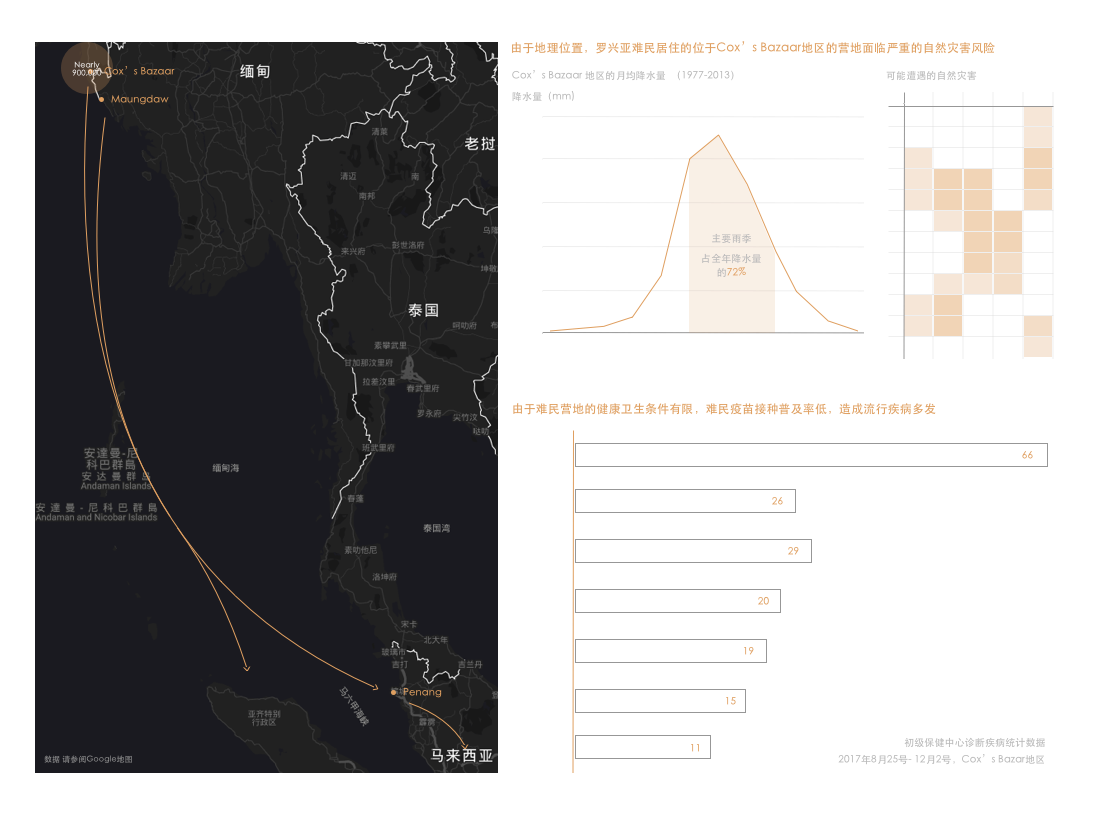 Nearly
900,000
Cox’s Bazaar
Maungdaw
缅甸
清莱
老挝
清迈
南
南邦
乌隆
来兴府
彭世洛府
坤敬
泰国
呵叻府
布
素攀武里
甘加那汶里府
拉差汶里
春武里府
罗永府
尖竹汶
哒勒
班武里府
安達曼-尼
科巴群島
安达曼群岛
Andaman Islands
缅甸海
安達曼-尼科巴群島
Andaman and Nicobar Islands
春蓬
泰国湾
素叻他尼
洛坤府
宋卡
北大年
玻璃市
吉打
吉兰丹
Penang
马六甲海峡
亚齐特别
行政区
霹雳
马来西亚
数据 请参阅Google地图
由于地理位置，罗兴亚难民居住的位于Cox’s Bazaar地区的营地面临严重的自然灾害风险
Cox’s Bazaar 地区的月均降水量 （1977-2013）
可能遭遇的自然灾害
降水量 (mm)
主要雨季
占全年降水量
的72%
由于难民营地的健康卫生条件有限，难民疫苗接种普及率低，造成流行疾病多发
66
26
29
20
19
15
11
初级保健中心诊断疾病统计数据
2017年8月25号- 12月2号，Cox’s Bazar地区